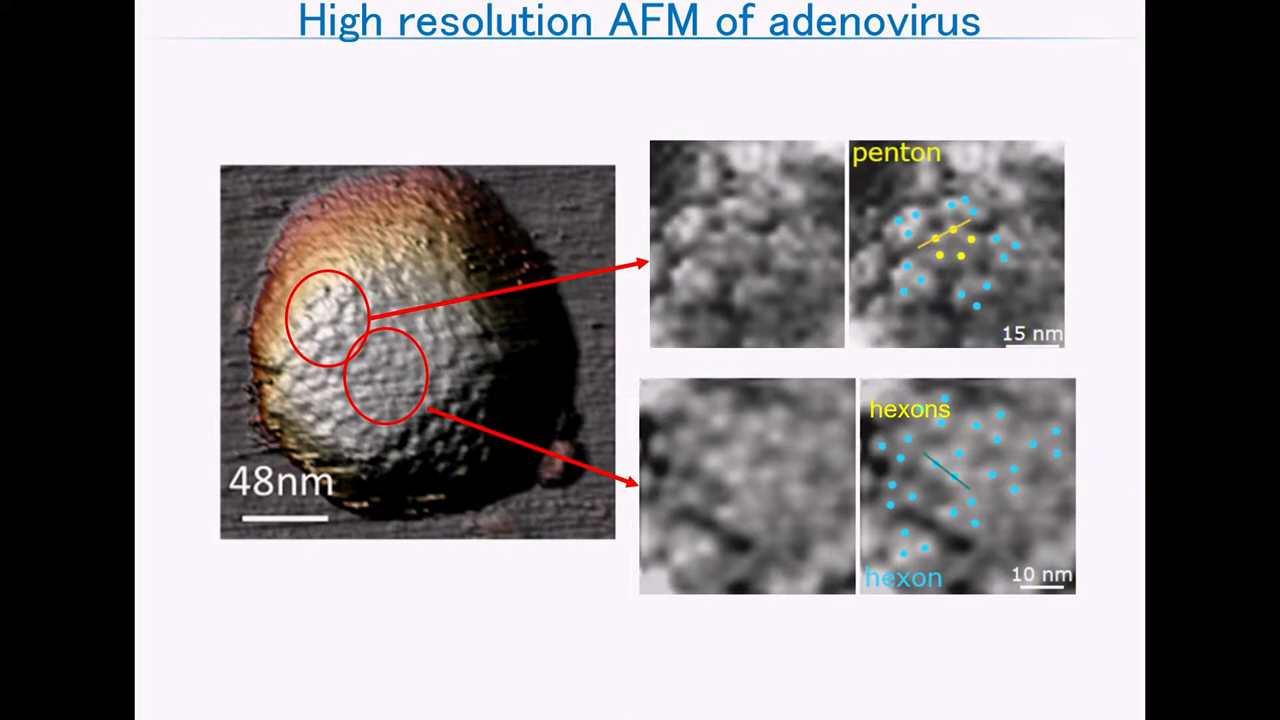 High resolution AFM of adenovirus
48nm
penton
15 nm
hexons
hexon
10 nm